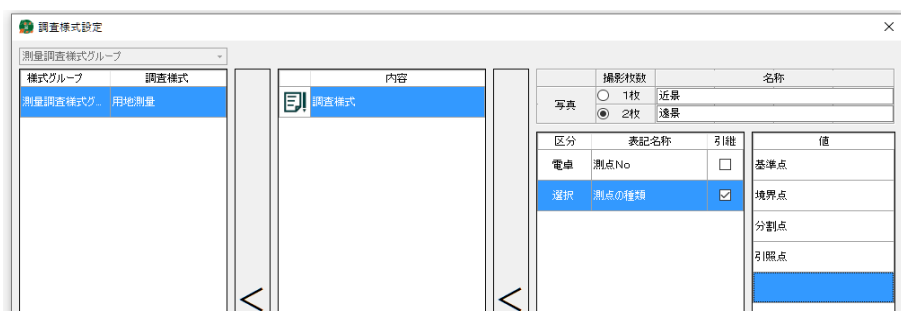 調査様式設定
測量調査様式グループ
様式グループ 調査様式
測量調査様式グ... 用地測量
内容
調査様式
撮影枚数 名称
写真
1枚 近景
2枚 遠景
区分 表記名称 引継
電卓 測点No
選択 測点の種類
値
基準点
境界点
分割点
引照点
<
<